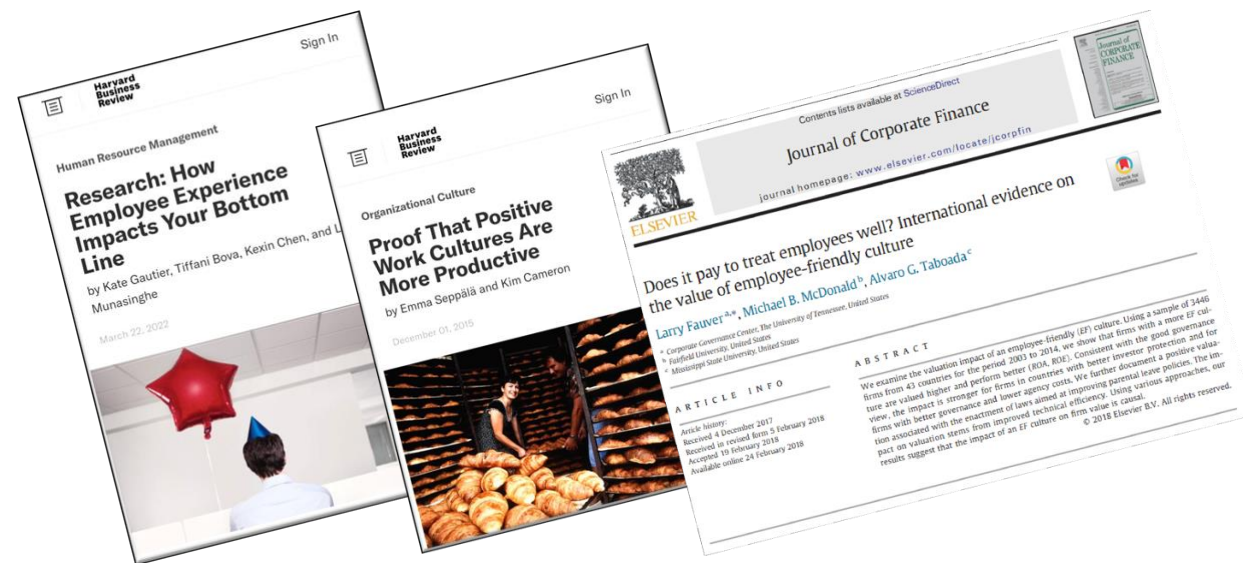 Sign In
Harvard
Business
Review
Human Resource Management
Research: How
Employee Experience
Impacts Your Bottom
Line
by Kate Gautier, Tiffani Bova, Kexin Chen, and L
Munasinghe
March 22, 2022
Sign In
Harvard
Business
Review
Organizational Culture
Proof That Positive
Work Cultures Are
More Productive
by Emma Seppälä and Kim Cameron
December 01, 2015
Contents lists available at ScienceDirect
Journal of Corporate Finance
journal homepage: www.elsevier.com/locate/jcorpfin
ELSEVIER
Journal of
CORPORATE
FINANCE
Check for
updates
Does it pay to treat employees well? International evidence on
the value of employee-friendly culture
Larry Fauver a,*, Michael B. McDonald b, Alvaro G. Taboada c
a Corporate Governance Center, The University of Tennessee, United States
b Fairfield University, United States
c Mississippi State University, United States
ARTICLE INFO
Article history:
Received 4 December 2017
Received in revised form 5 February 2018
Accepted 19 February 2018
Available online 24 February 2018
ABSTRACT
We examine the valuation impact of an employee-friendly (EF) culture. Using a sample of 3446
firms from 43 countries for the period 2003 to 2014, we show that firms with a more EF cul-
ture are valued higher and perform better (ROA, ROE). Consistent with the good governance
view, the impact is stronger for firms in countries with better investor protection and for
firms with better governance and lower agency costs. We further document a positive valua-
tion associated with the enactment of laws aimed at improving parental leave policies. The im-
pact on valuation stems from improved technical efficiency. Using various approaches, our
results suggest that the impact of an EF culture on firm value is causal.
© 2018 Elsevier B.V. All rights reserved.